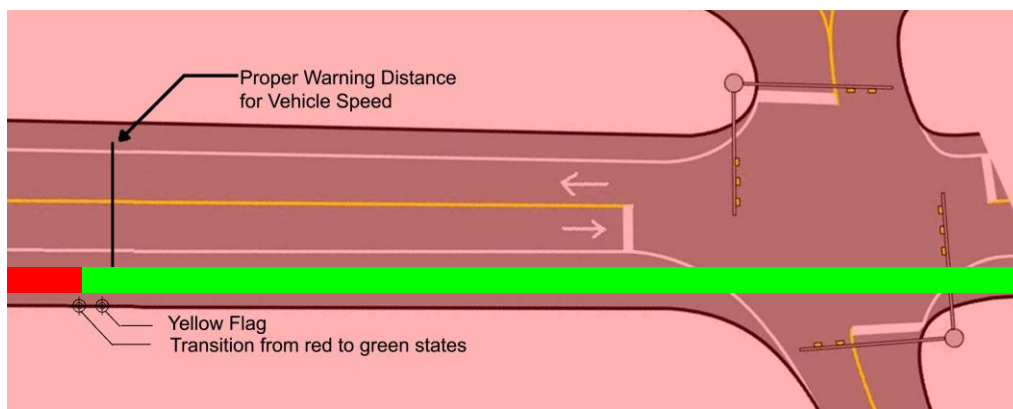 Proper Warning Distance
for Vehicle Speed
Yellow Flag
Transition from red to green states